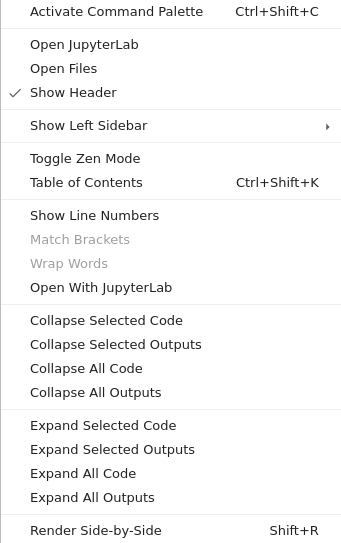 Activate Command Palette Ctrl+Shift+C
Open JupyterLab
Open Files
Show Header
Show Left Sidebar
Toggle Zen Mode
Table of Contents Ctrl+Shift+K
Show Line Numbers
Match Brackets
Wrap Words
Open With JupyterLab
Collapse Selected Code
Collapse Selected Outputs
Collapse All Code
Collapse All Outputs
Expand Selected Code
Expand Selected Outputs
Expand All Code
Expand All Outputs
Render Side-by-Side Shift+R